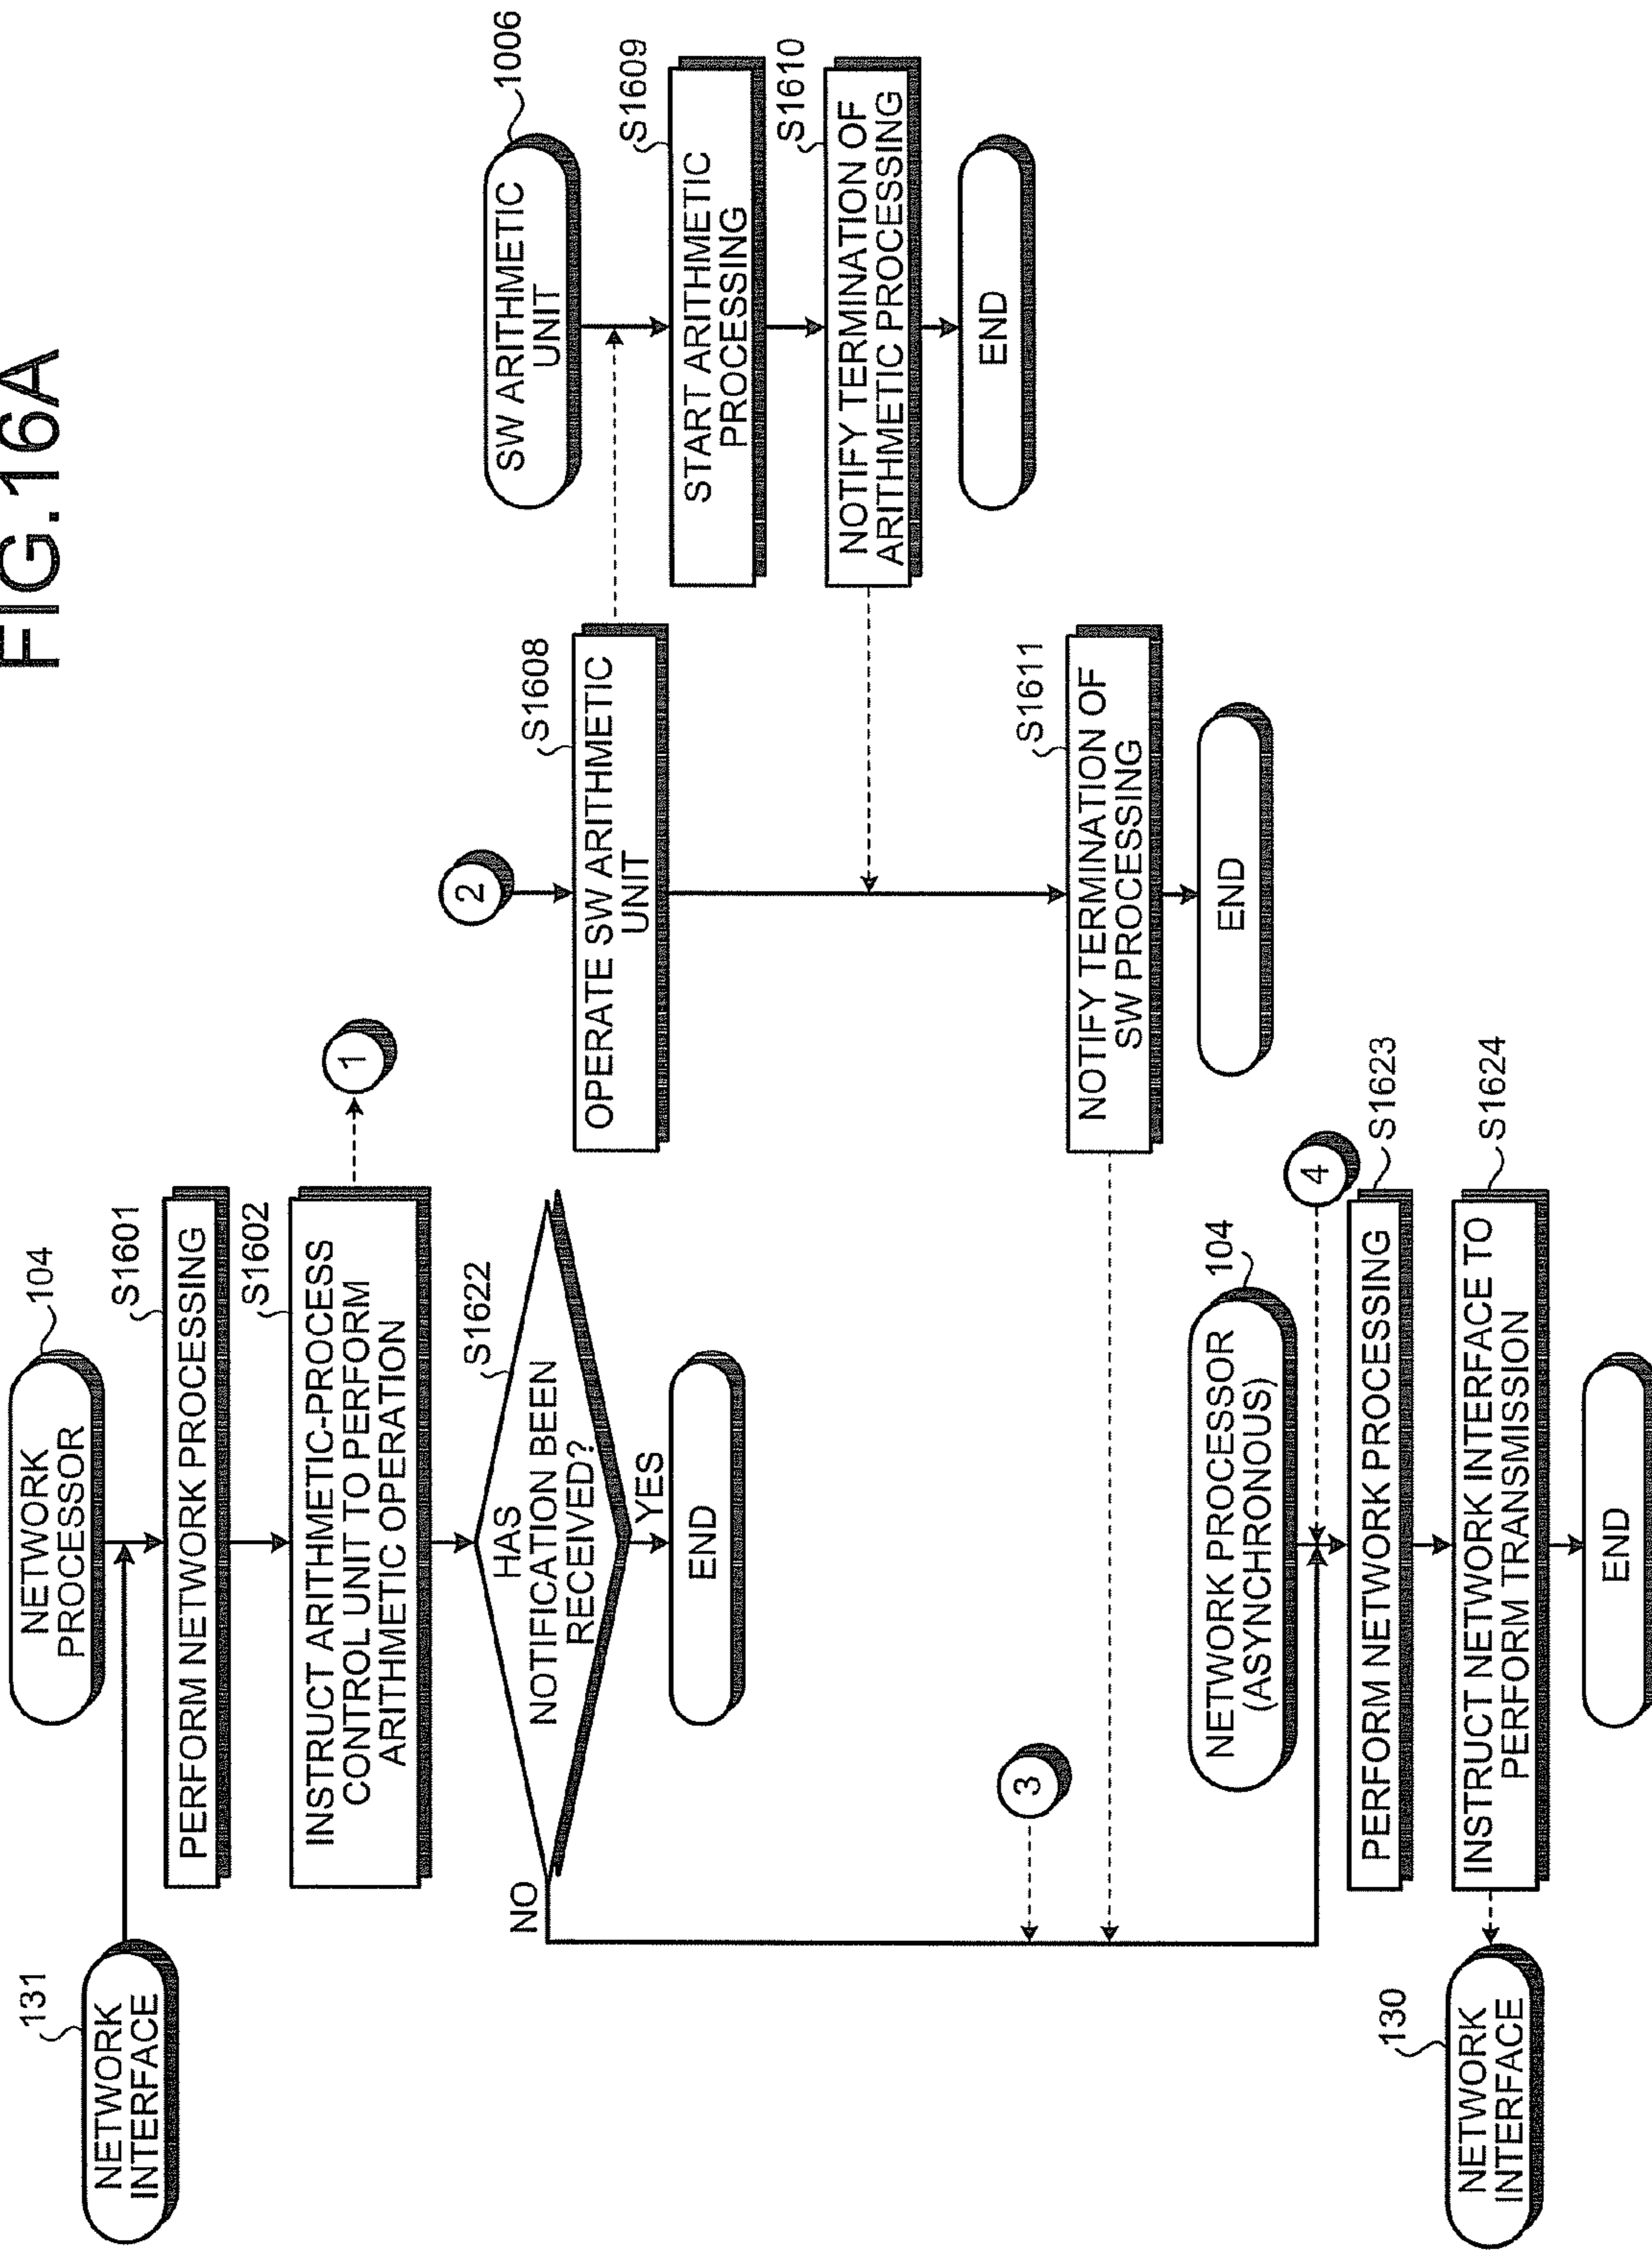 FIG.16A
131
NETWORK
INTERFACE
NETWORK
PROCESSOR
104
PERFORM NETWORK PROCESSING
S1601
INSTRUCT ARITHMETIC-PROCESS
CONTROL UNIT TO PERFORM
ARITHMETIC OPERATION
S1602
1
HAS
NOTIFICATION BEEN
RECEIVED?
S1622
NO
YES
END
2
OPERATE SW ARITHMETIC
UNIT
S1608
SW ARITHMETIC
UNIT
1006
START ARITHMETIC
PROCESSING
S1609
NOTIFY TERMINATION OF
ARITHMETIC PROCESSING
S1610
END
NOTIFY TERMINATION OF
SW PROCESSING
S1611
END
3
NETWORK PROCESSOR
(ASYNCHRONOUS)
104
4
PERFORM NETWORK PROCESSING
S1623
INSTRUCT NETWORK INTERFACE TO
PERFORM TRANSMISSION
S1624
130
NETWORK
INTERFACE
END